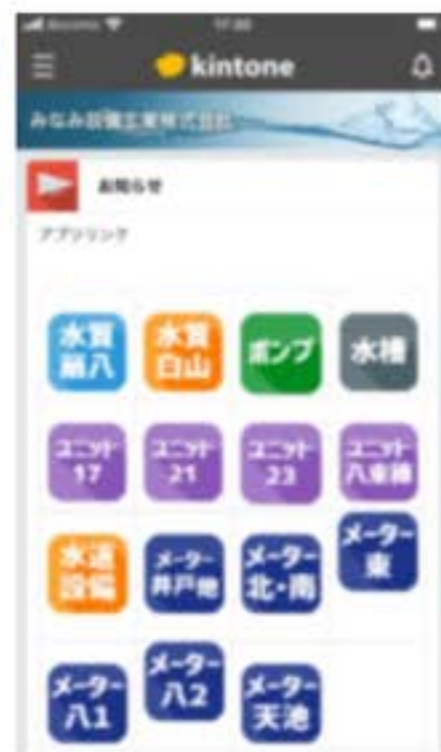 kintone
みなみ設備工業株式会社
お知らせ
アプリリンク
水質
水質
白山
ポンプ
水槽
ユニット
17
ユニット
21
ユニット
23
ユニット
水道
設備
メーター
井戸地
メーター
北・南
メーター
東
メーター
八1
メーター
八2
メーター
天池